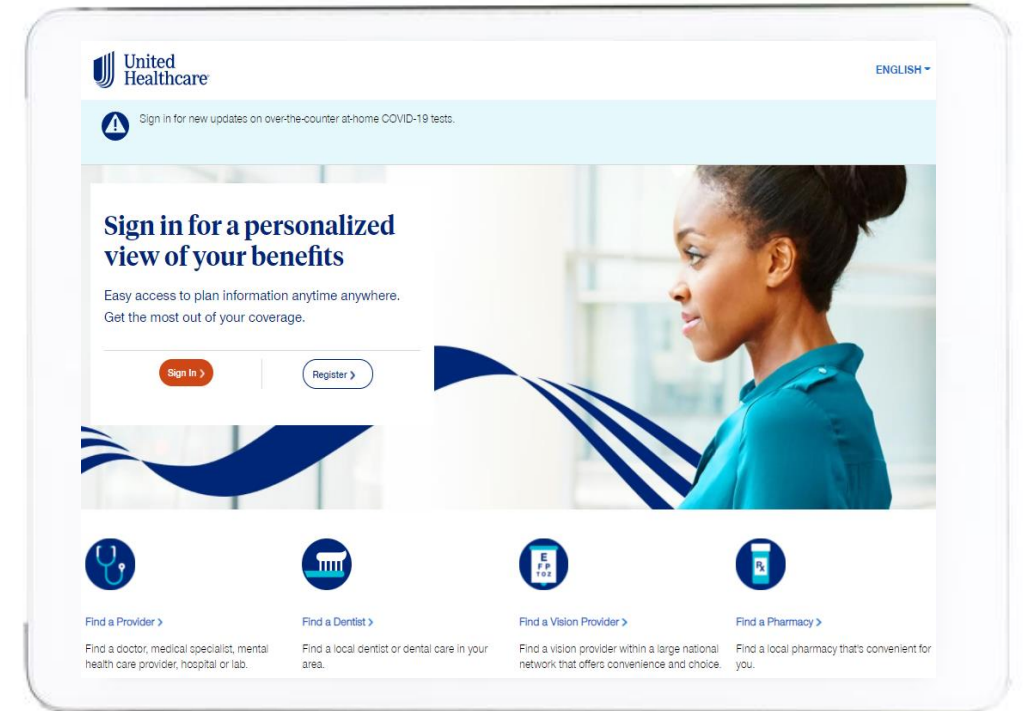 United
Healthcare
ENGLISH
Sign in for new updates on over-the-counter at-home COVID-19 tests.
Sign in for a personalized
view of your benefits
Easy access to plan information anytime anywhere.
Get the most out of your coverage.
Sign In
Register
E
F P
T O Z
Rx
Find a Provider
Find a Dentist
Find a Vision Provider
Find a Pharmacy
Find a doctor, medical specialist, mental
health care provider, hospital or lab.
Find a local dentist or dental care in your
area.
Find a vision provider within a large national
network that offers convenience and choice.
Find a local pharmacy that's convenient for
you.